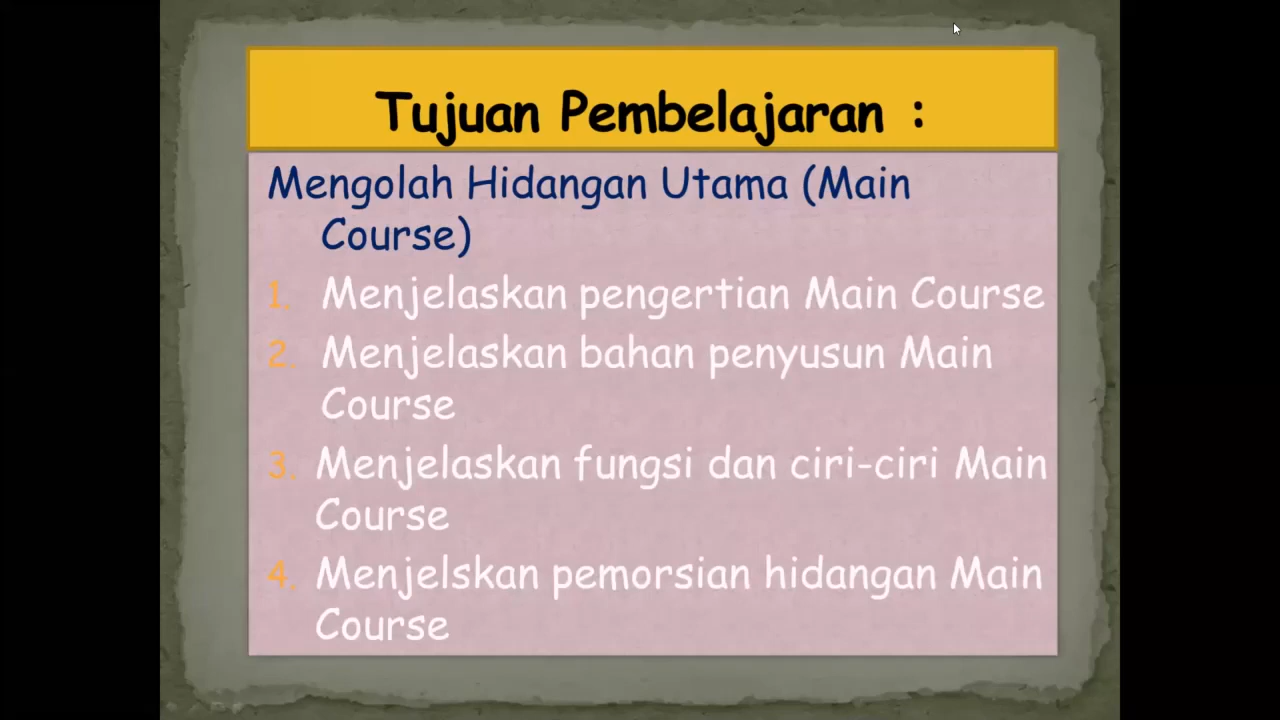 Tujuan Pembelajaran :
Mengolah Hidangan Utama (Main
Course)
1. Menjelaskan pengertian Main Course
2. Menjelaskan bahan penyusun Main
Course
3. Menjelaskan fungsi dan ciri-ciri Main
Course
4. Menjelskan pemorsian hidangan Main
Course